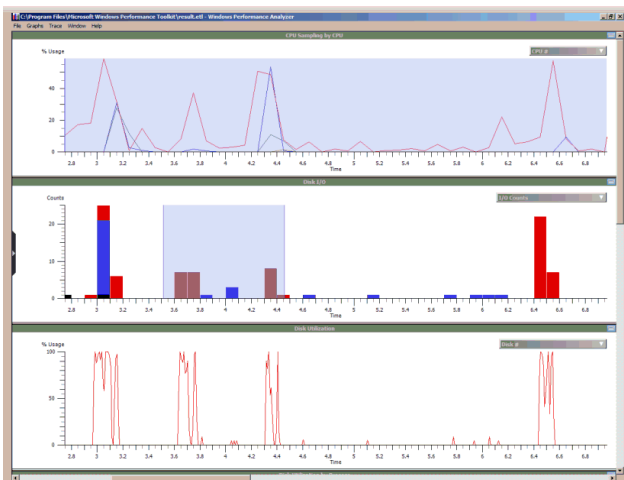 C:\Program Files\Microsoft Windows Performance Toolkit\result.etl - Windows Performance Analyzer
File Graphs Trace Window Help
CPU Sampling by CPU
% Usage
CPU #
40
20
0
2.8 3 3.2 3.4 3.6 3.8 4 4.2 4.4 4.6 4.8 5 5.2 5.4 5.6 5.8 6 6.2 6.4 6.6 6.8
Time
Disk I/O
Counts
I/O Counts
20
10
0
2.8 3 3.2 3.4 3.6 3.8 4 4.2 4.4 4.6 4.8 5 5.2 5.4 5.6 5.8 6 6.2 6.4 6.6 6.8
Time
Disk Utilization
% Usage
Disk #
100
50
0
2.8 3 3.2 3.4 3.6 3.8 4 4.2 4.4 4.6 4.8 5 5.2 5.4 5.6 5.8 6 6.2 6.4 6.6 6.8
Time